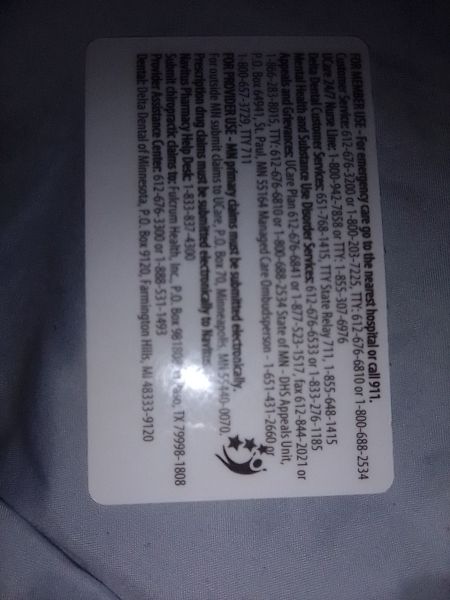 FOR MEMBER USE - For emergency care go to the nearest hospital or call 911.
Customer Service: 612-676-3200 or 1-800-203-7225, TTY: 612-676-6810 or 1-800-688-2534
UCare 24/7 Nurse Line: 1-800-942-7858 or TTY: 1-855-307-6976
Delta Dental Customer Services: 651-768-1415, TTY State Relay 711, 1-855-648-1415
Mental Health and Substance Use Disorder Services: 612-676-6533 or 1-833-276-1185
Appeals and Grievances: UCare Plan 612-676-6841 or 1-877-523-1517, fax 612-844-2021 or
1-866-283-8015, TTY: 612-676-6810 or 1-800-688-2534 State of MN - DHS Appeals Unit,
P.O. Box 64941, St. Paul, MN 55164 Managed Care Ombudsperson - 1-651-431-2660 or
1-800-657-3729, TTY 711
FOR PROVIDER USE - MN primary claims must be submitted electronically.
For outside MN submit claims to UCare, P.O. Box 70, Minneapolis, MN 55440-0070.
Prescription drug claims must be submitted electronically to Navitus
Navitus Pharmacy Help Desk: 1-833-837-4300
Submit chiropractic claims to: Fulcrum Health, Inc., P.O. Box 981808, El Paso, TX 79998-1808
Provider Assistance Center: 612-676-3300 or 1-888-531-1493
Dental: Delta Dental of Minnesota, P.O. Box 9120, Farmington Hills, MI 48333-9120